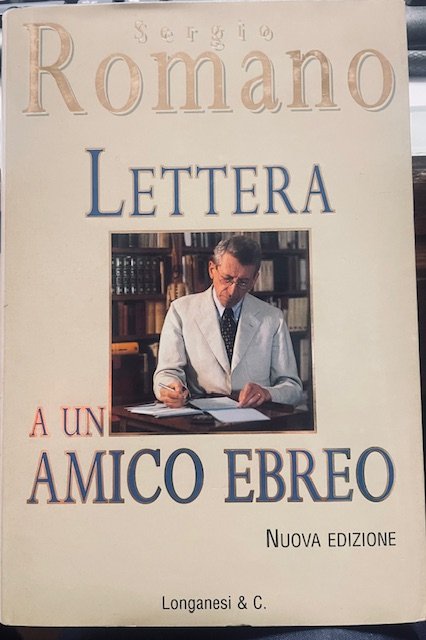 Sergio
Romano
LETTERA
A UN
AMICO EBREO
NUOVA EDIZIONE
Longanesi & C.